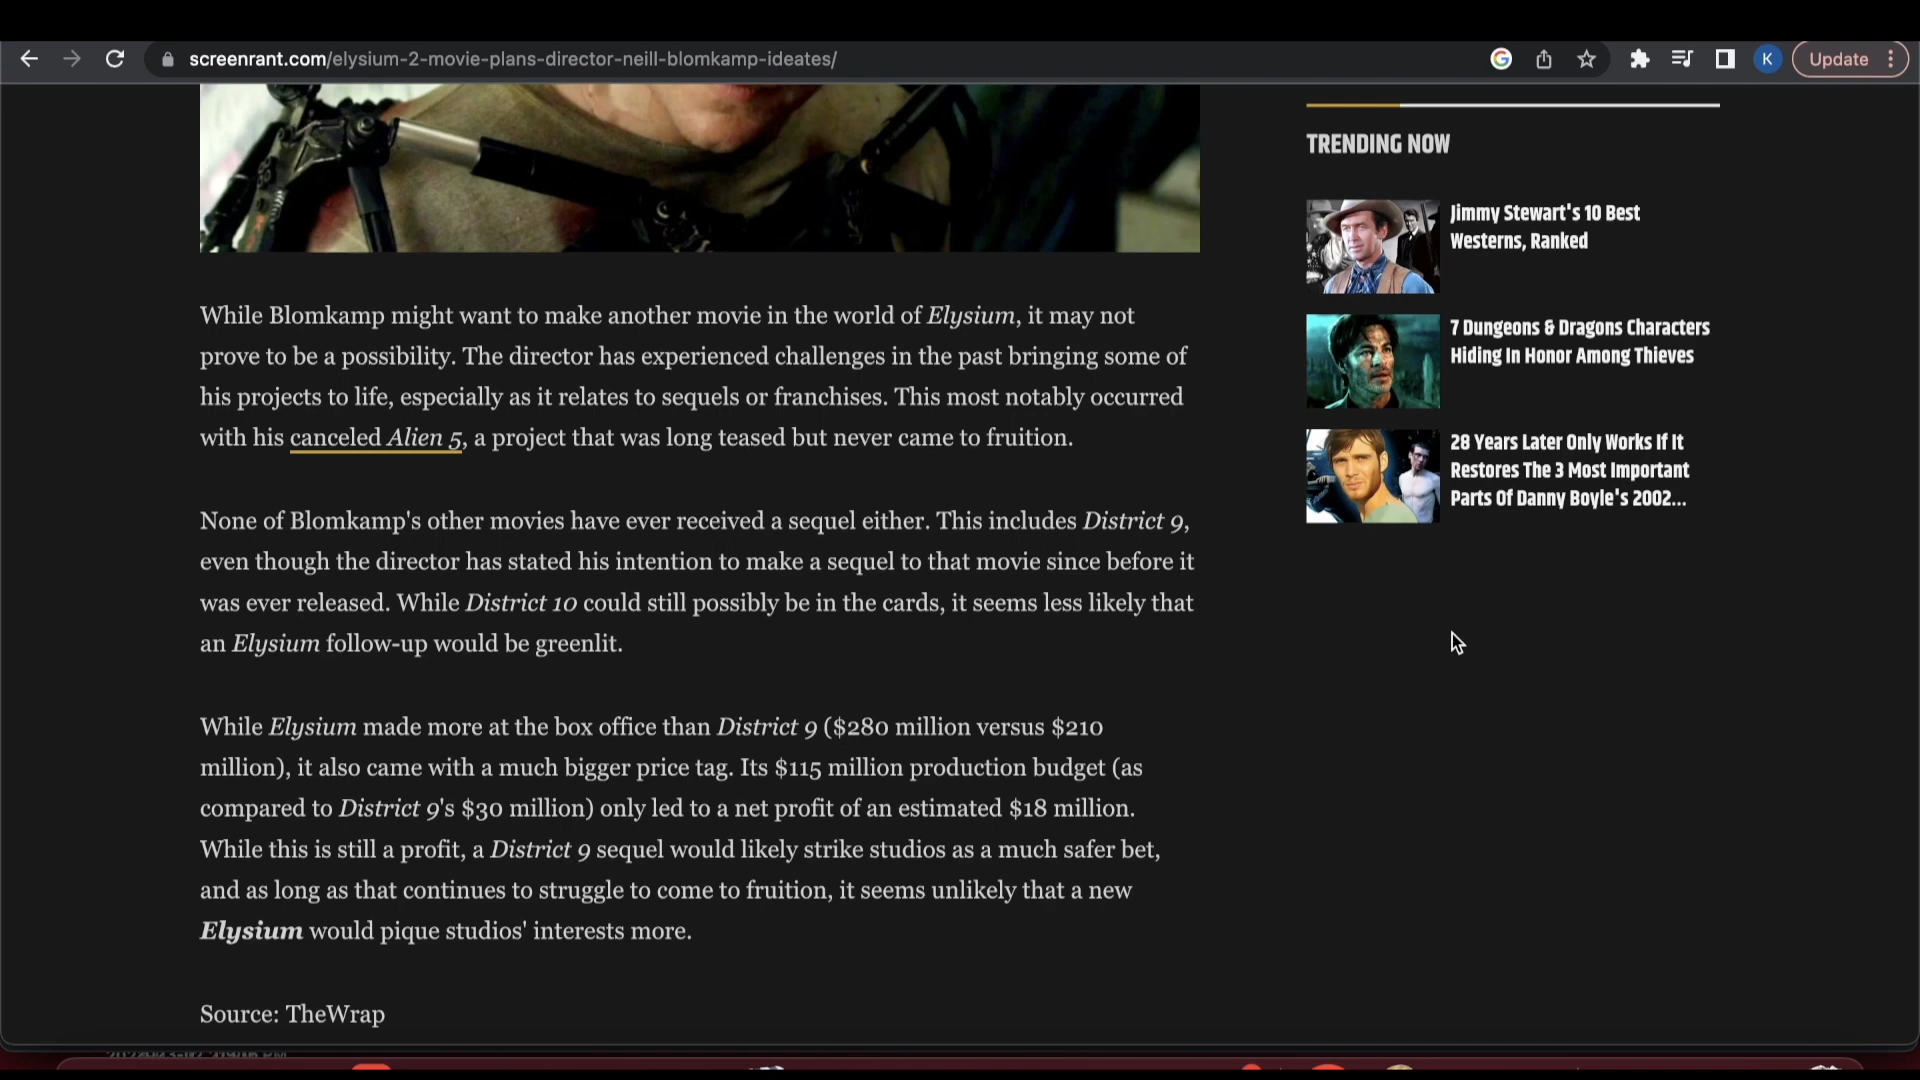 screenrant.com/elysium-2-movie-plans-director-neill-blomkamp-ideates/
K
Update
While Blomkamp might want to make another movie in the world of Elysium, it may not
prove to be a possibility. The director has experienced challenges in the past bringing some of
his projects to life, especially as it relates to sequels or franchises. This most notably occurred
with his canceled Alien 5, a project that was long teased but never came to fruition.
None of Blomkamp's other movies have ever received a sequel either. This includes District 9,
even though the director has stated his intention to make a sequel to that movie since before it
was ever released. While District 10 could still possibly be in the cards, it seems less likely that
an Elysium follow-up would be greenlit.
While Elysium made more at the box office than District 9 ($280 million versus $210
million), it also came with a much bigger price tag. Its $115 million production budget (as
compared to District 9's $30 million) only led to a net profit of an estimated $18 million.
While this is still a profit, a District 9 sequel would likely strike studios as a much safer bet,
and as long as that continues to struggle to come to fruition, it seems unlikely that a new
Elysium would pique studios' interests more.
Source: TheWrap
TRENDING NOW
Jimmy Stewart's 10 Best
Westerns, Ranked
7 Dungeons & Dragons Characters
Hiding In Honor Among Thieves
28 Years Later Only Works If It
Restores The 3 Most Important
Parts Of Danny Boyle's 2002...